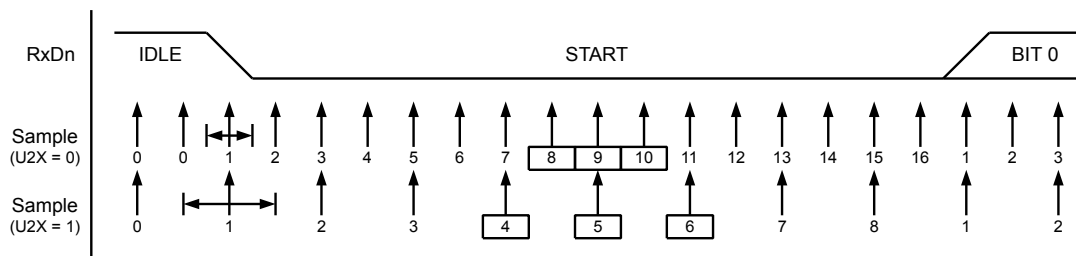 RxDn IDLE START BIT 0
Sample
(U2X = 0) 0 0 1 2 3 4 5 6 7 8 9 10 11 12 13 14 15 16 1 2 3
Sample
(U2X = 1) 0 1 2 3 4 5 6 7 8 1 2